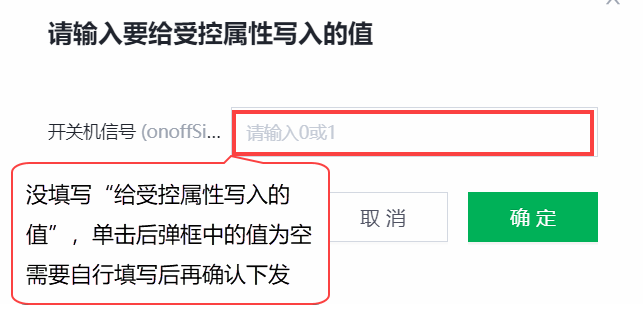 请输入要给受控属性写入的值
开关机信号 (onoffSi...
请输入0或1
没填写“给受控属性写入的
值”，单击后弹框中的值为空
需要自行填写后再确认下发
取 消
确 定